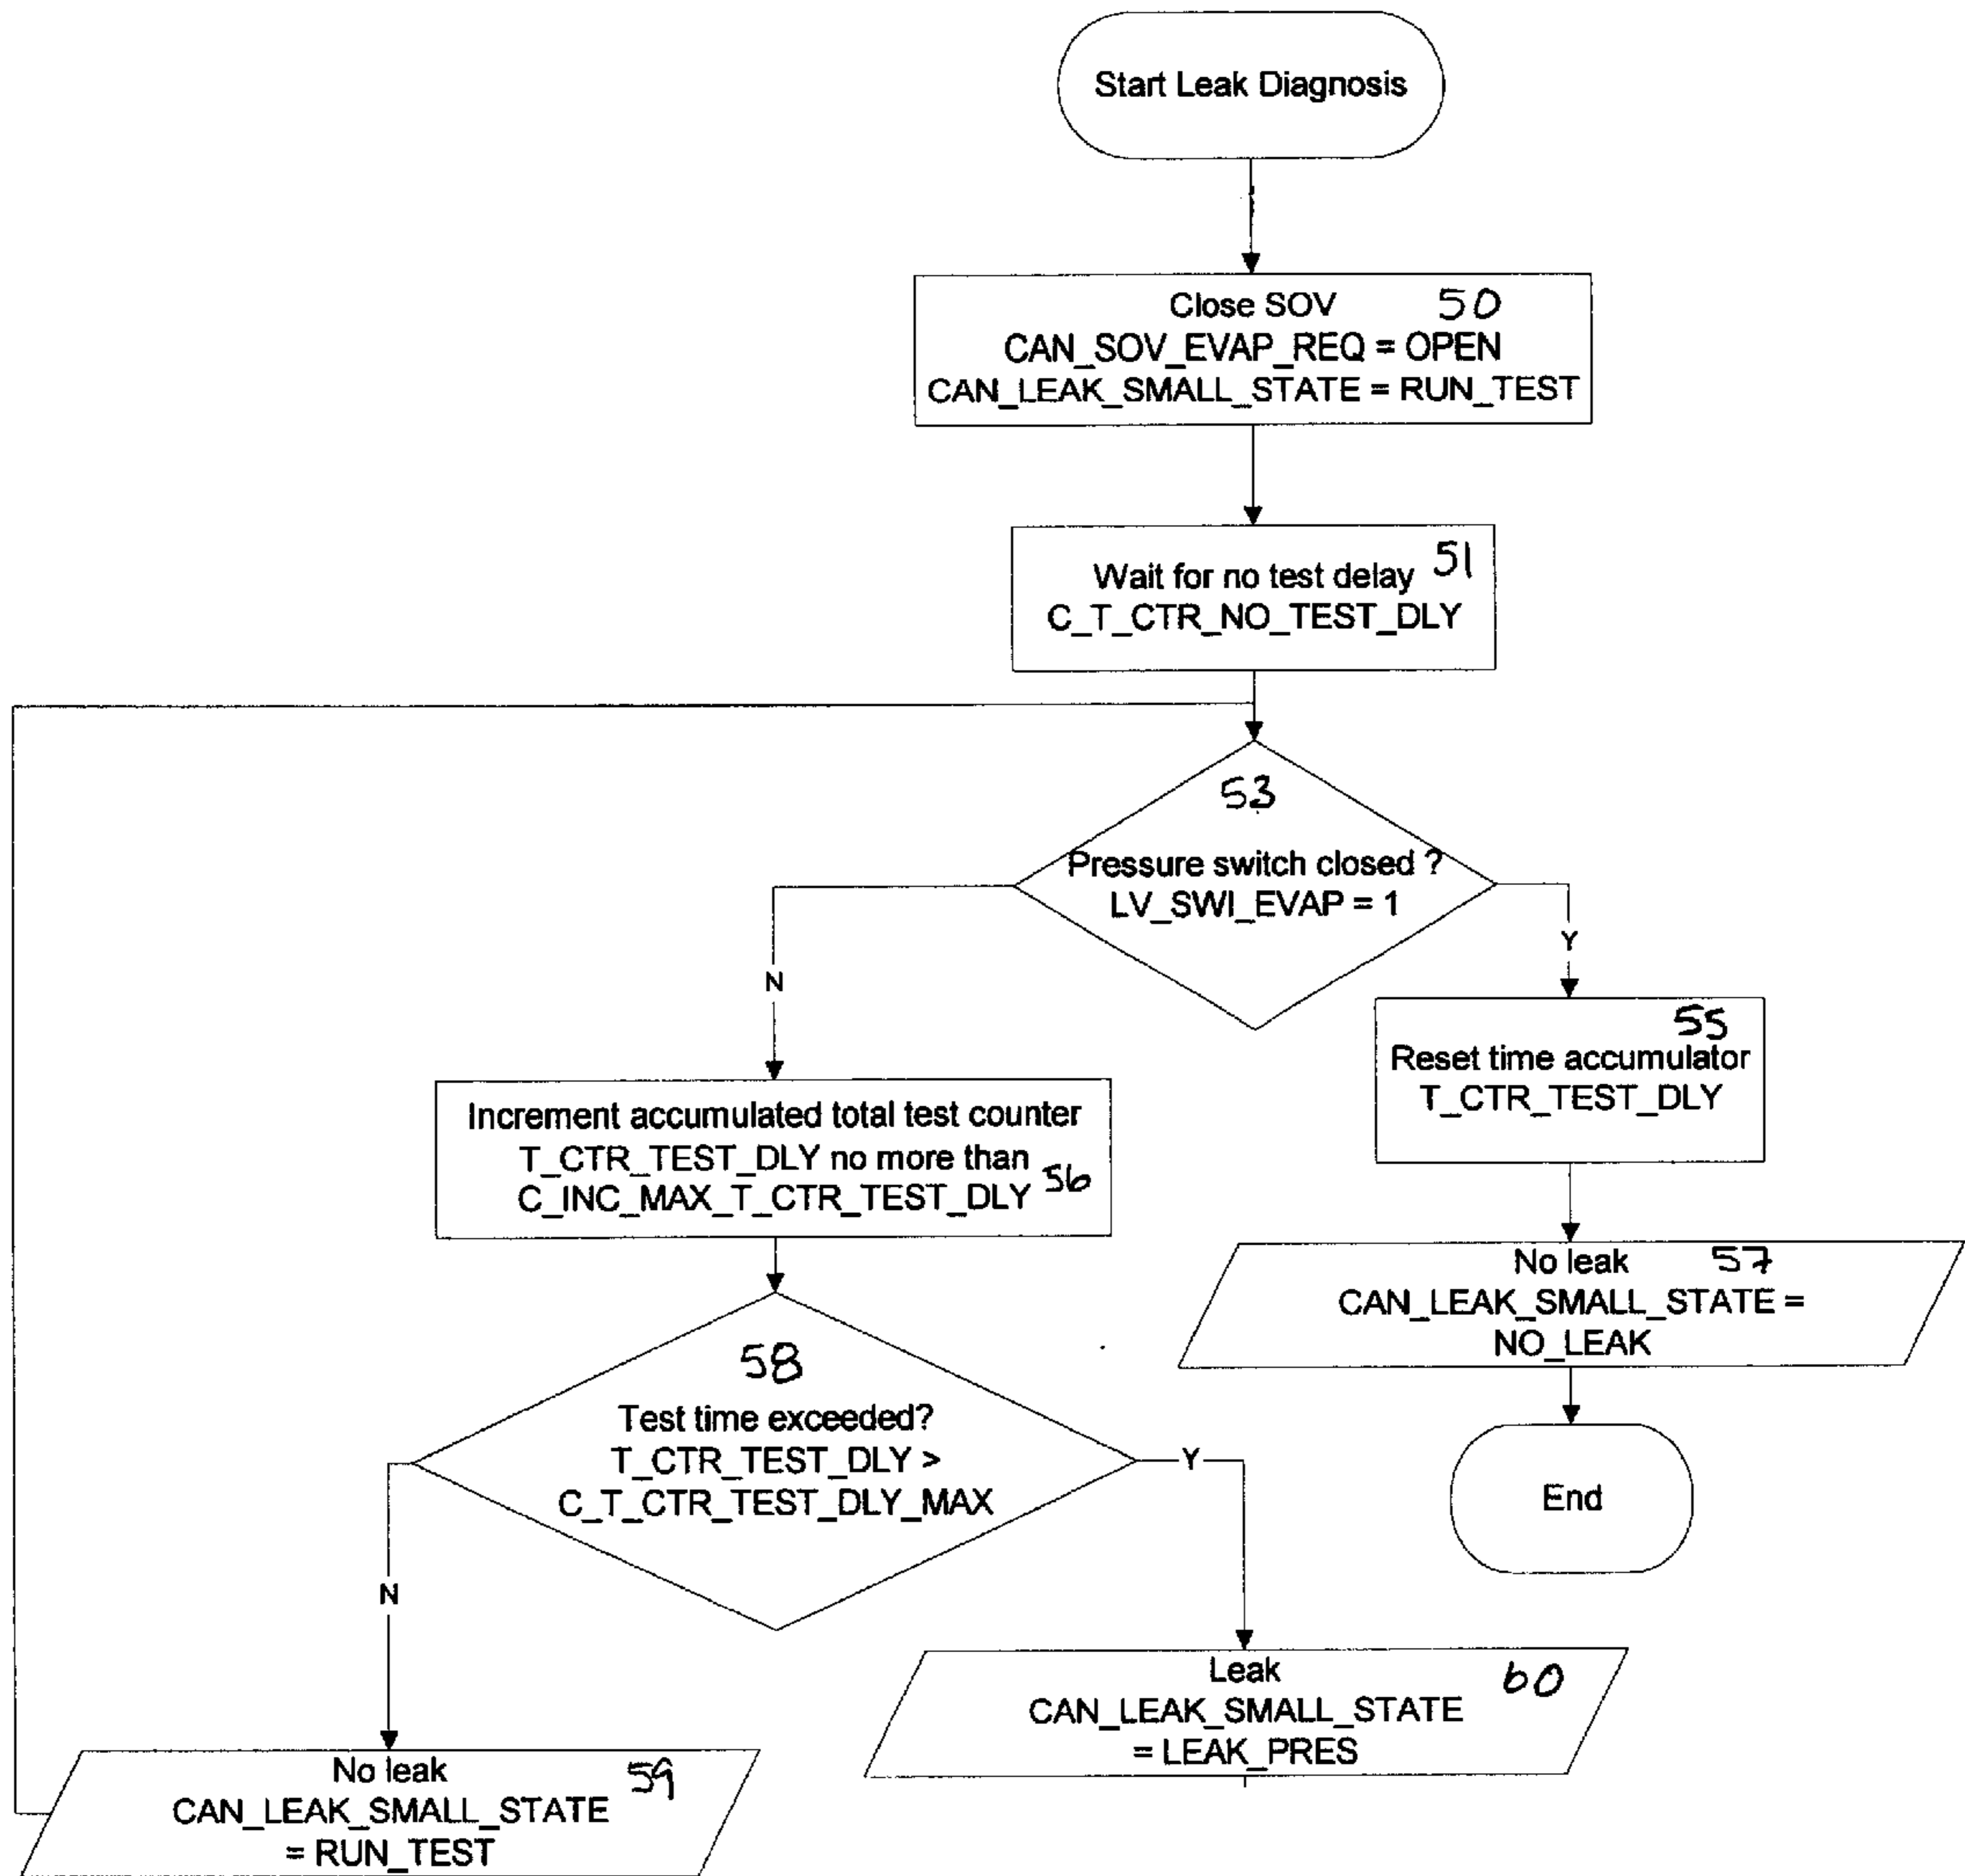 Start Leak Diagnosis
Close SOV 50
CAN_SOV_EVAP_REQ = OPEN
CAN_LEAK_SMALL_STATE = RUN_TEST
Wait for no test delay 51
C_T_CTR_NO_TEST_DLY
53
Pressure switch closed ?
LV_SWI_EVAP = 1
N
Y
55
Reset time accumulator
T_CTR_TEST_DLY
Increment accumulated total test counter
T_CTR_TEST_DLY no more than
C_INC_MAX_T_CTR_TEST_DLY 56
No leak 57
CAN_LEAK_SMALL_STATE =
NO_LEAK
58
Test time exceeded?
T_CTR_TEST_DLY >
C_T_CTR_TEST_DLY_MAX
Y
N
End
Leak 60
CAN_LEAK_SMALL_STATE
= LEAK_PRES
No leak 59
CAN_LEAK_SMALL_STATE
= RUN_TEST